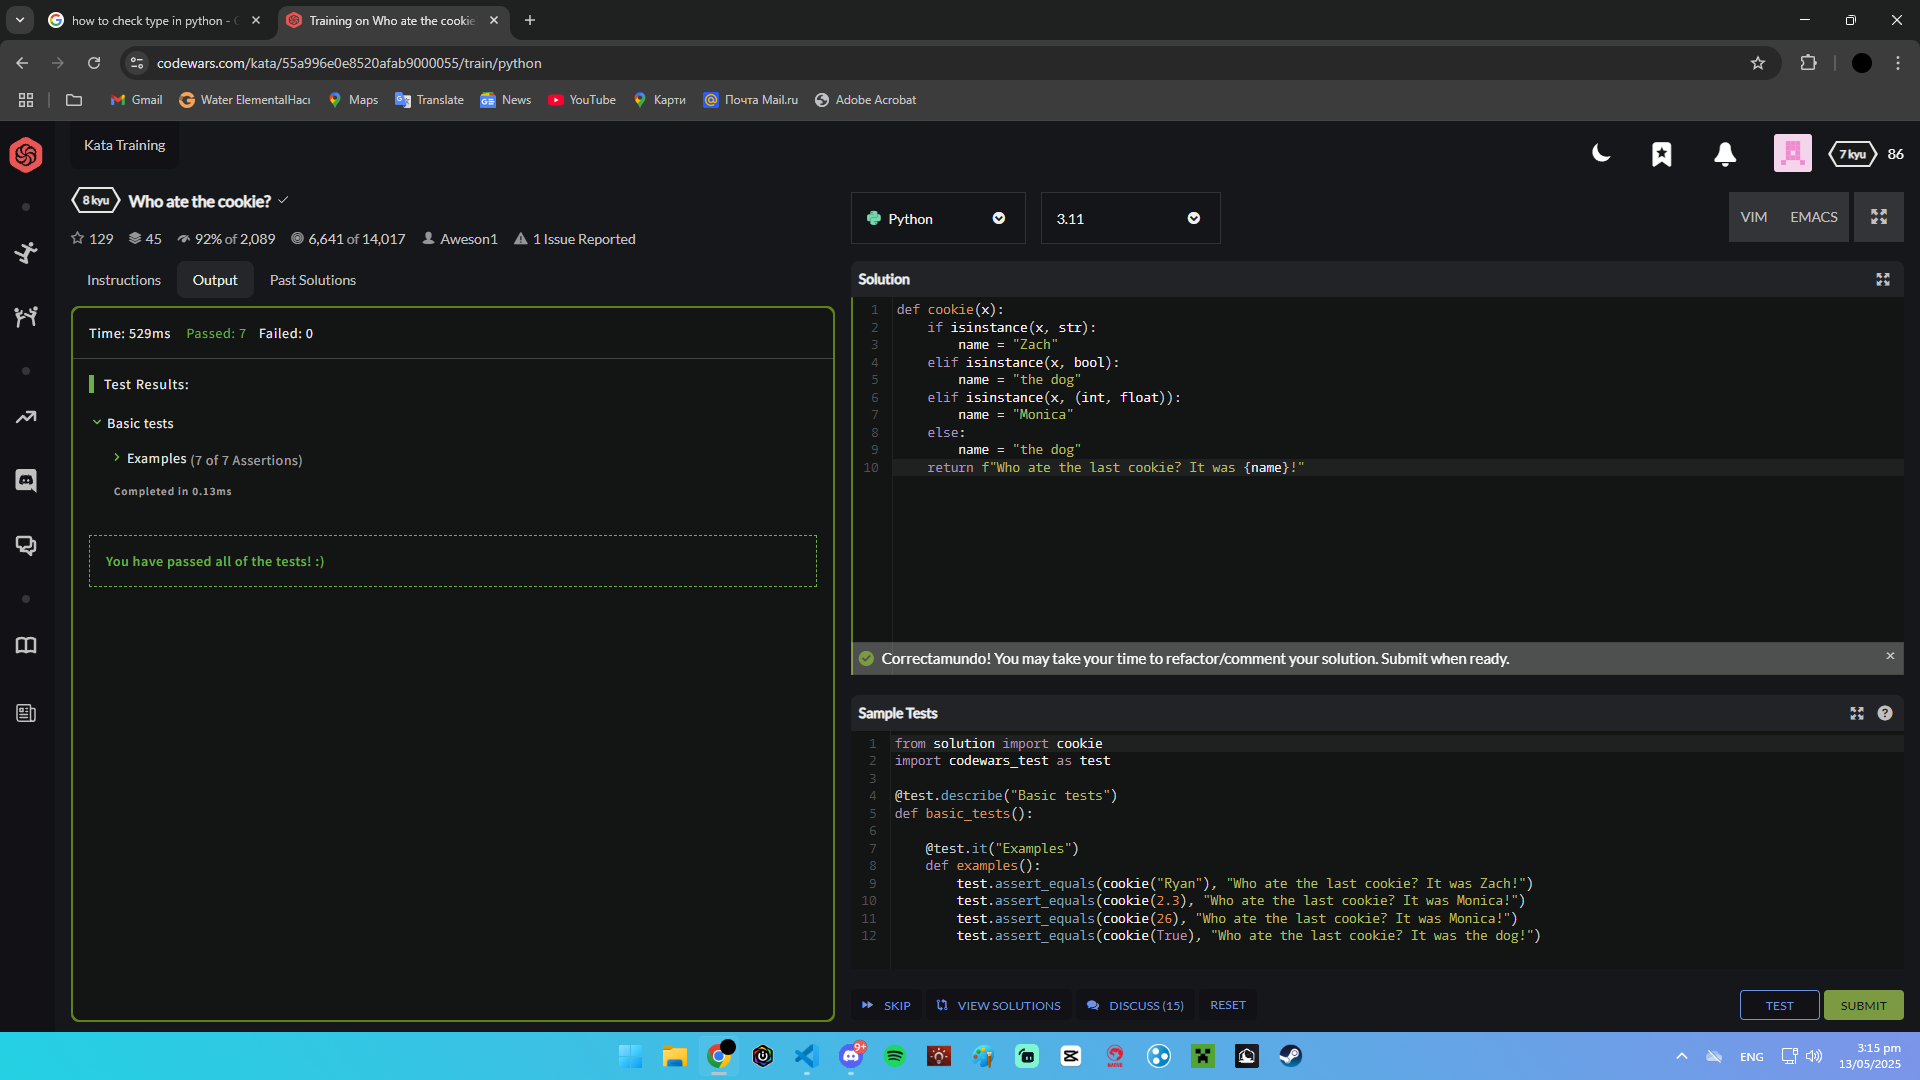 how to check type in python -
Training on Who ate the cookie
codewars.com/kata/55a996e0e8520afab9000055/train/python
Gmail
Water ElementalHacı
Maps
Translate
News
YouTube
Карти
Почта Mail.ru
Adobe Acrobat
Kata Training
7 kyu
86
8 kyu
Who ate the cookie?
129
45
92% of 2,089
6,641 of 14,017
Aweson1
1 Issue Reported
Python
3.11
VIM
EMACS
Instructions
Output
Past Solutions
Time: 529ms Passed: 7 Failed: 0
Test Results:
Basic tests
Examples (7 of 7 Assertions)
Completed in 0.13ms
You have passed all of the tests! :)
Solution
1 def cookie(x):
2 if isinstance(x, str):
3 name = "Zach"
4 elif isinstance(x, bool):
5 name = "the dog"
6 elif isinstance(x, (int, float)):
7 name = "Monica"
8 else:
9 name = "the dog"
10 return f"Who ate the last cookie? It was {name}!"
Correctamundo! You may take your time to refactor/comment your solution. Submit when ready.
Sample Tests
1 from solution import cookie
2 import codewars_test as test
3
4 @test.describe("Basic tests")
5 def basic_tests():
6
7 @test.it("Examples")
8 def examples():
9 test.assert_equals(cookie("Ryan"), "Who ate the last cookie? It was Zach!")
10 test.assert_equals(cookie(2.3), "Who ate the last cookie? It was Monica!")
11 test.assert_equals(cookie(26), "Who ate the last cookie? It was Monica!")
12 test.assert_equals(cookie(True), "Who ate the last cookie? It was the dog!")
SKIP
VIEW SOLUTIONS
DISCUSS (15)
RESET
TEST
SUBMIT
9+
ENG
3:15 pm
13/05/2025